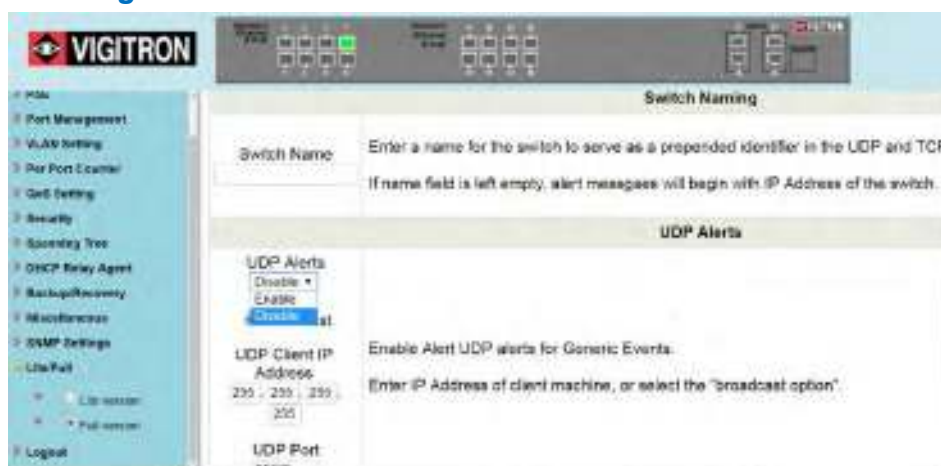 VIGITRON
PoE
Port Management
VLAN Setting
Per Port Counter
QoS Setting
Security
Spanning Tree
DHCP Relay Agent
Backup/Recovery
Miscellaneous
SNMP Settings
Lite/Full
Lite version
Full version
Logout
Switch Naming
Switch Name
Enter a name for the switch to serve as a prepended identifier in the UDP and TCP
If name field is left empty, alert messgaes will begin with IP Address of the switch.
UDP Alerts
UDP Alerts
Disable
Enable
Disable
UDP Client IP
Address
255 . 255 . 255 .
255
Enable Alert UDP alerts for Generic Events.
Enter IP Address of client machine, or select the "broadcast option".
UDP Port